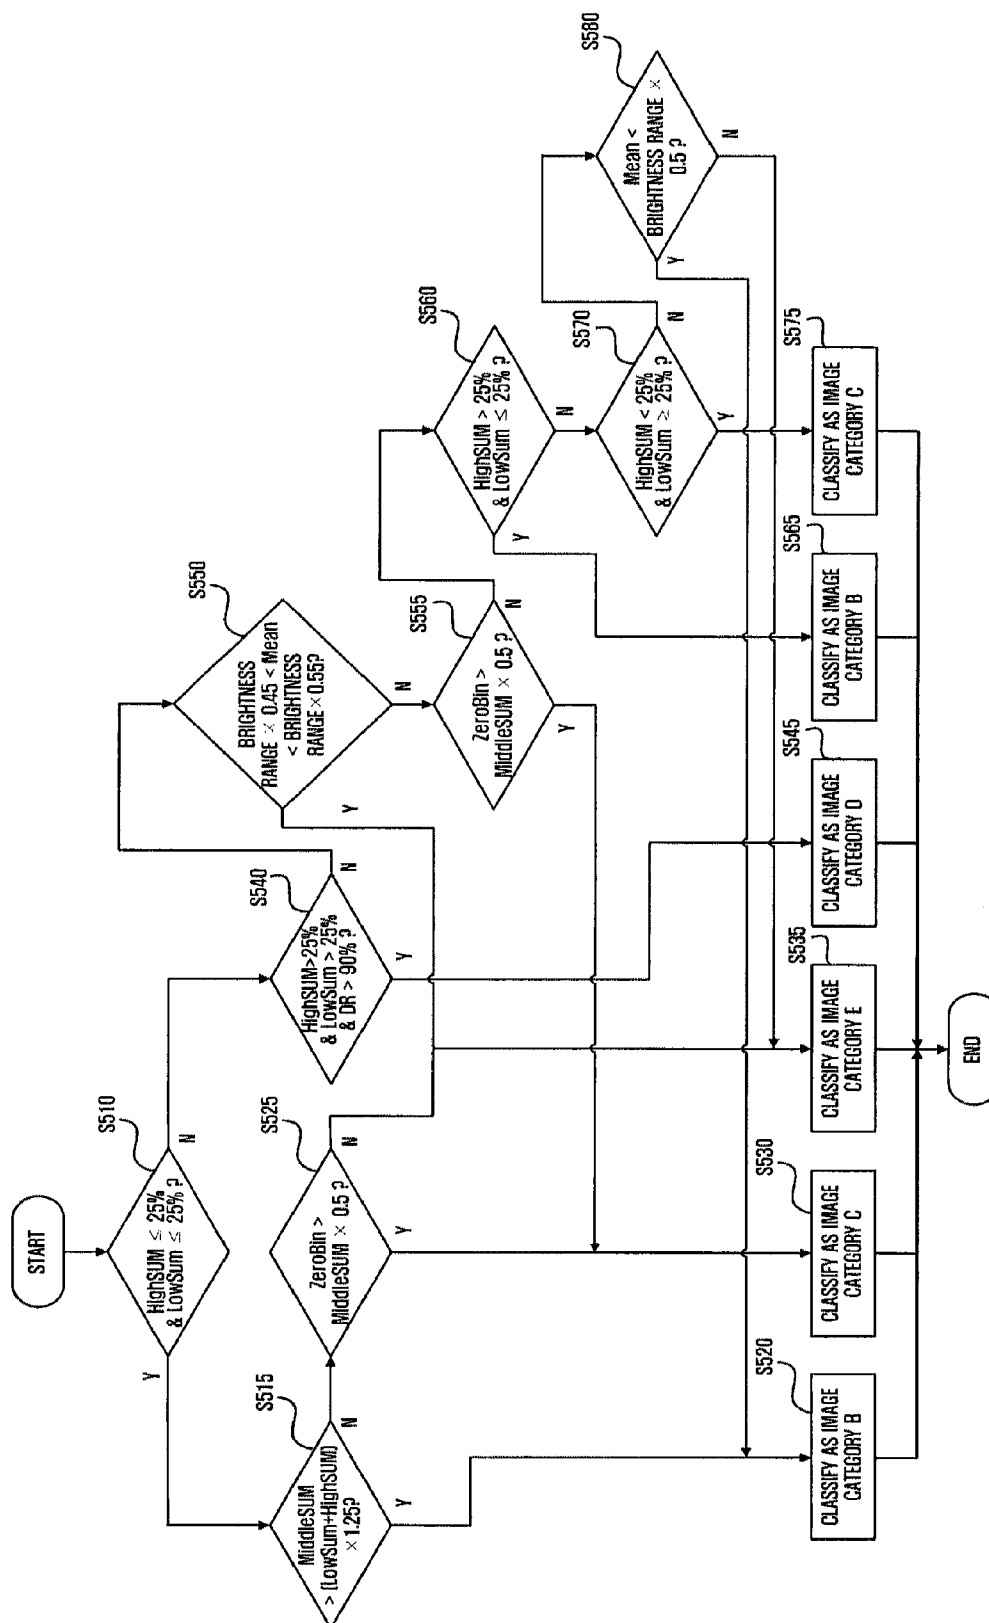 START
S510
HighSUM ≤ 25%
& LowSum ≤ 25% ?
Y
N
S515
MiddleSUM
> (LowSum+HighSUM)
×1.25?
N
Y
S525
ZeroBin >
MiddleSUM × 0.5 ?
N
Y
S540
HighSUM>25%
& LowSum > 25%
& DR > 90% ?
N
Y
S550
BRIGHTNESS
RANGE × 0.45 < Mean
< BRIGHTNESS
RANGE×0.55?
Y
N
S555
ZeroBin >
MiddleSUM × 0.5 ?
N
Y
S560
HighSUM > 25%
& LowSum ≤ 25% ?
Y
N
S570
HighSUM < 25%
& LowSum ≥ 25% ?
N
Y
S580
Mean <
BRIGHTNESS RANGE ×
0.5 ?
Y
N
S520
CLASSIFY AS IMAGE
CATEGORY B
S530
CLASSIFY AS IMAGE
CATEGORY C
S535
CLASSIFY AS IMAGE
CATEGORY E
S545
CLASSIFY AS IMAGE
CATEGORY D
S565
CLASSIFY AS IMAGE
CATEGORY B
S575
CLASSIFY AS IMAGE
CATEGORY C
END